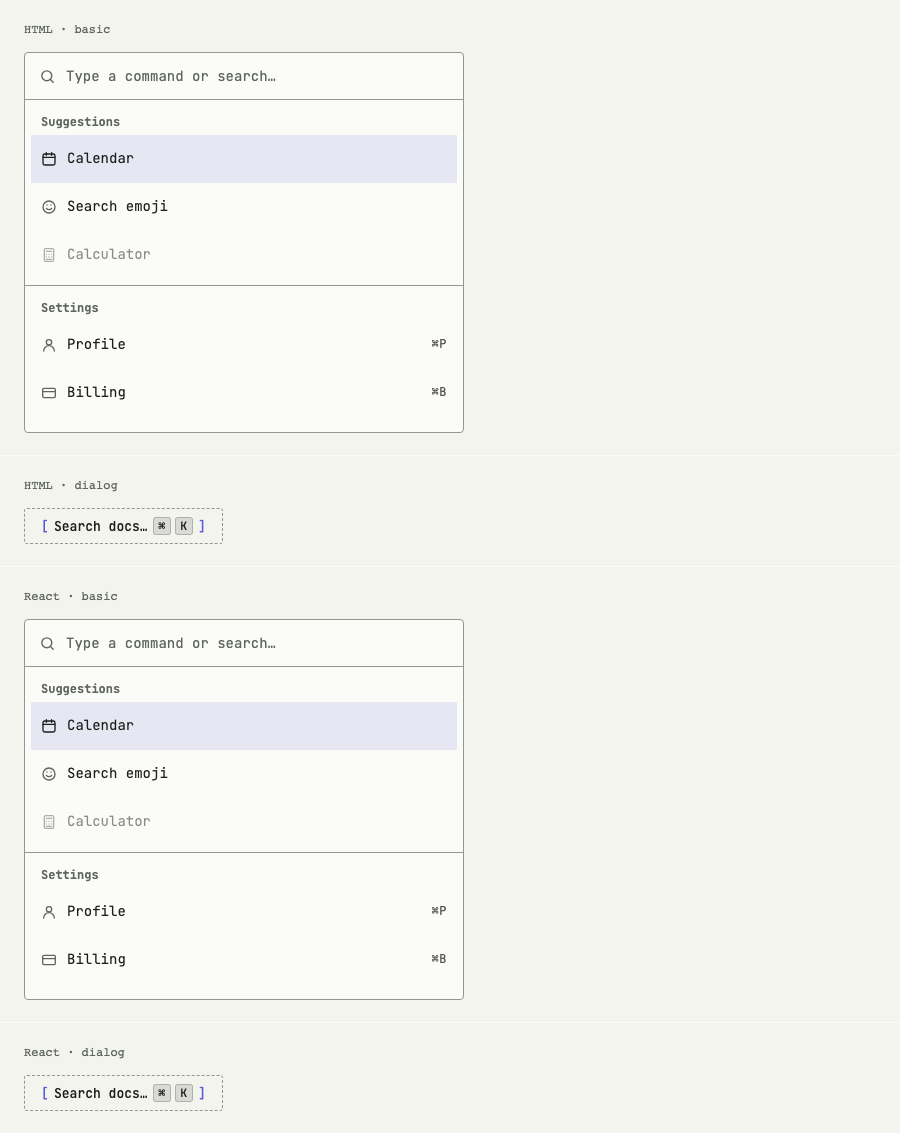 HTML · basic
Type a command or search…
Suggestions
Calendar
Search emoji
Calculator
Settings
Profile ⌘P
Billing ⌘B
HTML · dialog
[ Search docs… ⌘ K ]
React · basic
Type a command or search…
Suggestions
Calendar
Search emoji
Calculator
Settings
Profile ⌘P
Billing ⌘B
React · dialog
[ Search docs… ⌘ K ]